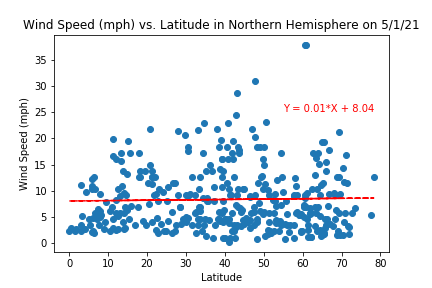 Wind Speed (mph) vs. Latitude in Northern Hemisphere on 5/1/21
35
30
Y = 0.01*X + 8.04
25
20
15
10
5
0
Wind Speed (mph)
0 10 20 30 40 50 60 70 80
Latitude